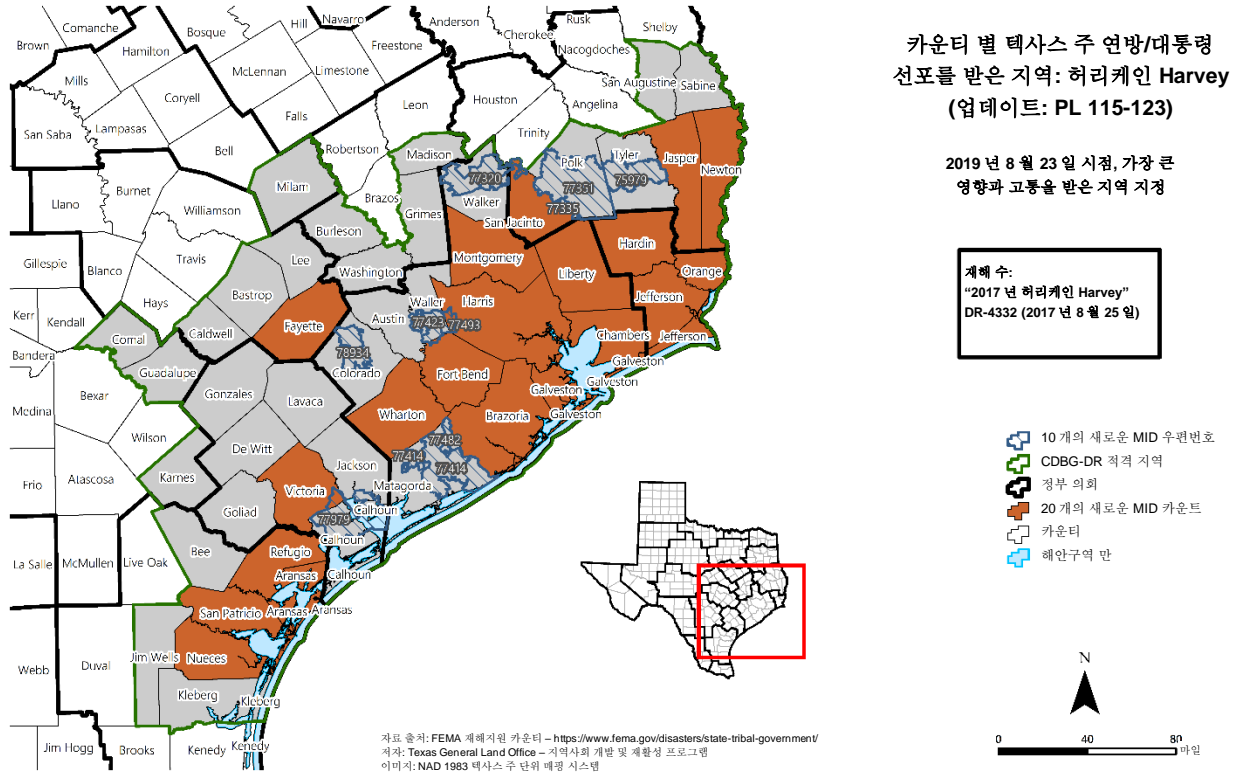 카운티 별 텍사스 주 연방/대통령
선포를 받은 지역: 허리케인 Harvey
(업데이트: PL 115-123)
2019 년 8 월 23 일 시점, 가장 큰
영향과 고통을 받은 지역 지정
재해 수:
“2017 년 허리케인 Harvey”
DR-4332 (2017 년 8 월 25 일)
10 개의 새로운 MID 우편번호
CDBG-DR 적격 지역
정부 의회
20 개의 새로운 MID 카운트
카운티
해안구역 만
N
0 40 80
마일
Comanche
Hill
Navarro
Anderson
Rusk
Shelby
Brown
Hamilton
Bosque
Freestone
Cherokee
Nacogdoches
Mills
McLennan
Limestone
San Augustine
Sabine
Coryell
Leon
Houston
Angelina
San Saba
Lampasas
Falls
Trinity
Bell
Robertson
Madison
Polk
Tyler
Jasper
Newton
Burnet
Milam
77320
77351
75979
Llano
Williamson
Brazos
Walker
77335
Grimes
San Jacinto
Burleson
Travis
Lee
Washington
Montgomery
Hardin
Gillespie
Blanco
Liberty
Orange
Hays
Bastrop
Waller
Harris
Jefferson
Kerr
Kendall
Caldwell
Fayette
Austin
77423
77493
Chambers
Jefferson
Comal
Bandera
78934
Galveston
Guadalupe
Colorado
Fort Bend
Galveston
Galveston
Bexar
Gonzales
Lavaca
Galveston
Medina
Wharton
Brazoria
Wilson
De Witt
77482
77414
77414
Jackson
Karnes
Frio
Atascosa
Victoria
Matagorda
Calhoun
Goliad
77979
Bee
Calhoun
La Salle
McMullen
Live Oak
Refugio
Calhoun
Aransas
San Patricio
Aransas
Aransas
Webb
Duval
Jim Wells
Nueces
Kleberg
Kleberg
Jim Hogg
Brooks
Kenedy
Kenedy
자료 출처: FEMA 재해지원 카운티 – https://www.fema.gov/disasters/state-tribal-government/
저자: Texas General Land Office – 지역사회 개발 및 재활성 프로그램
이미지: NAD 1983 텍사스 주 단위 매핑 시스템